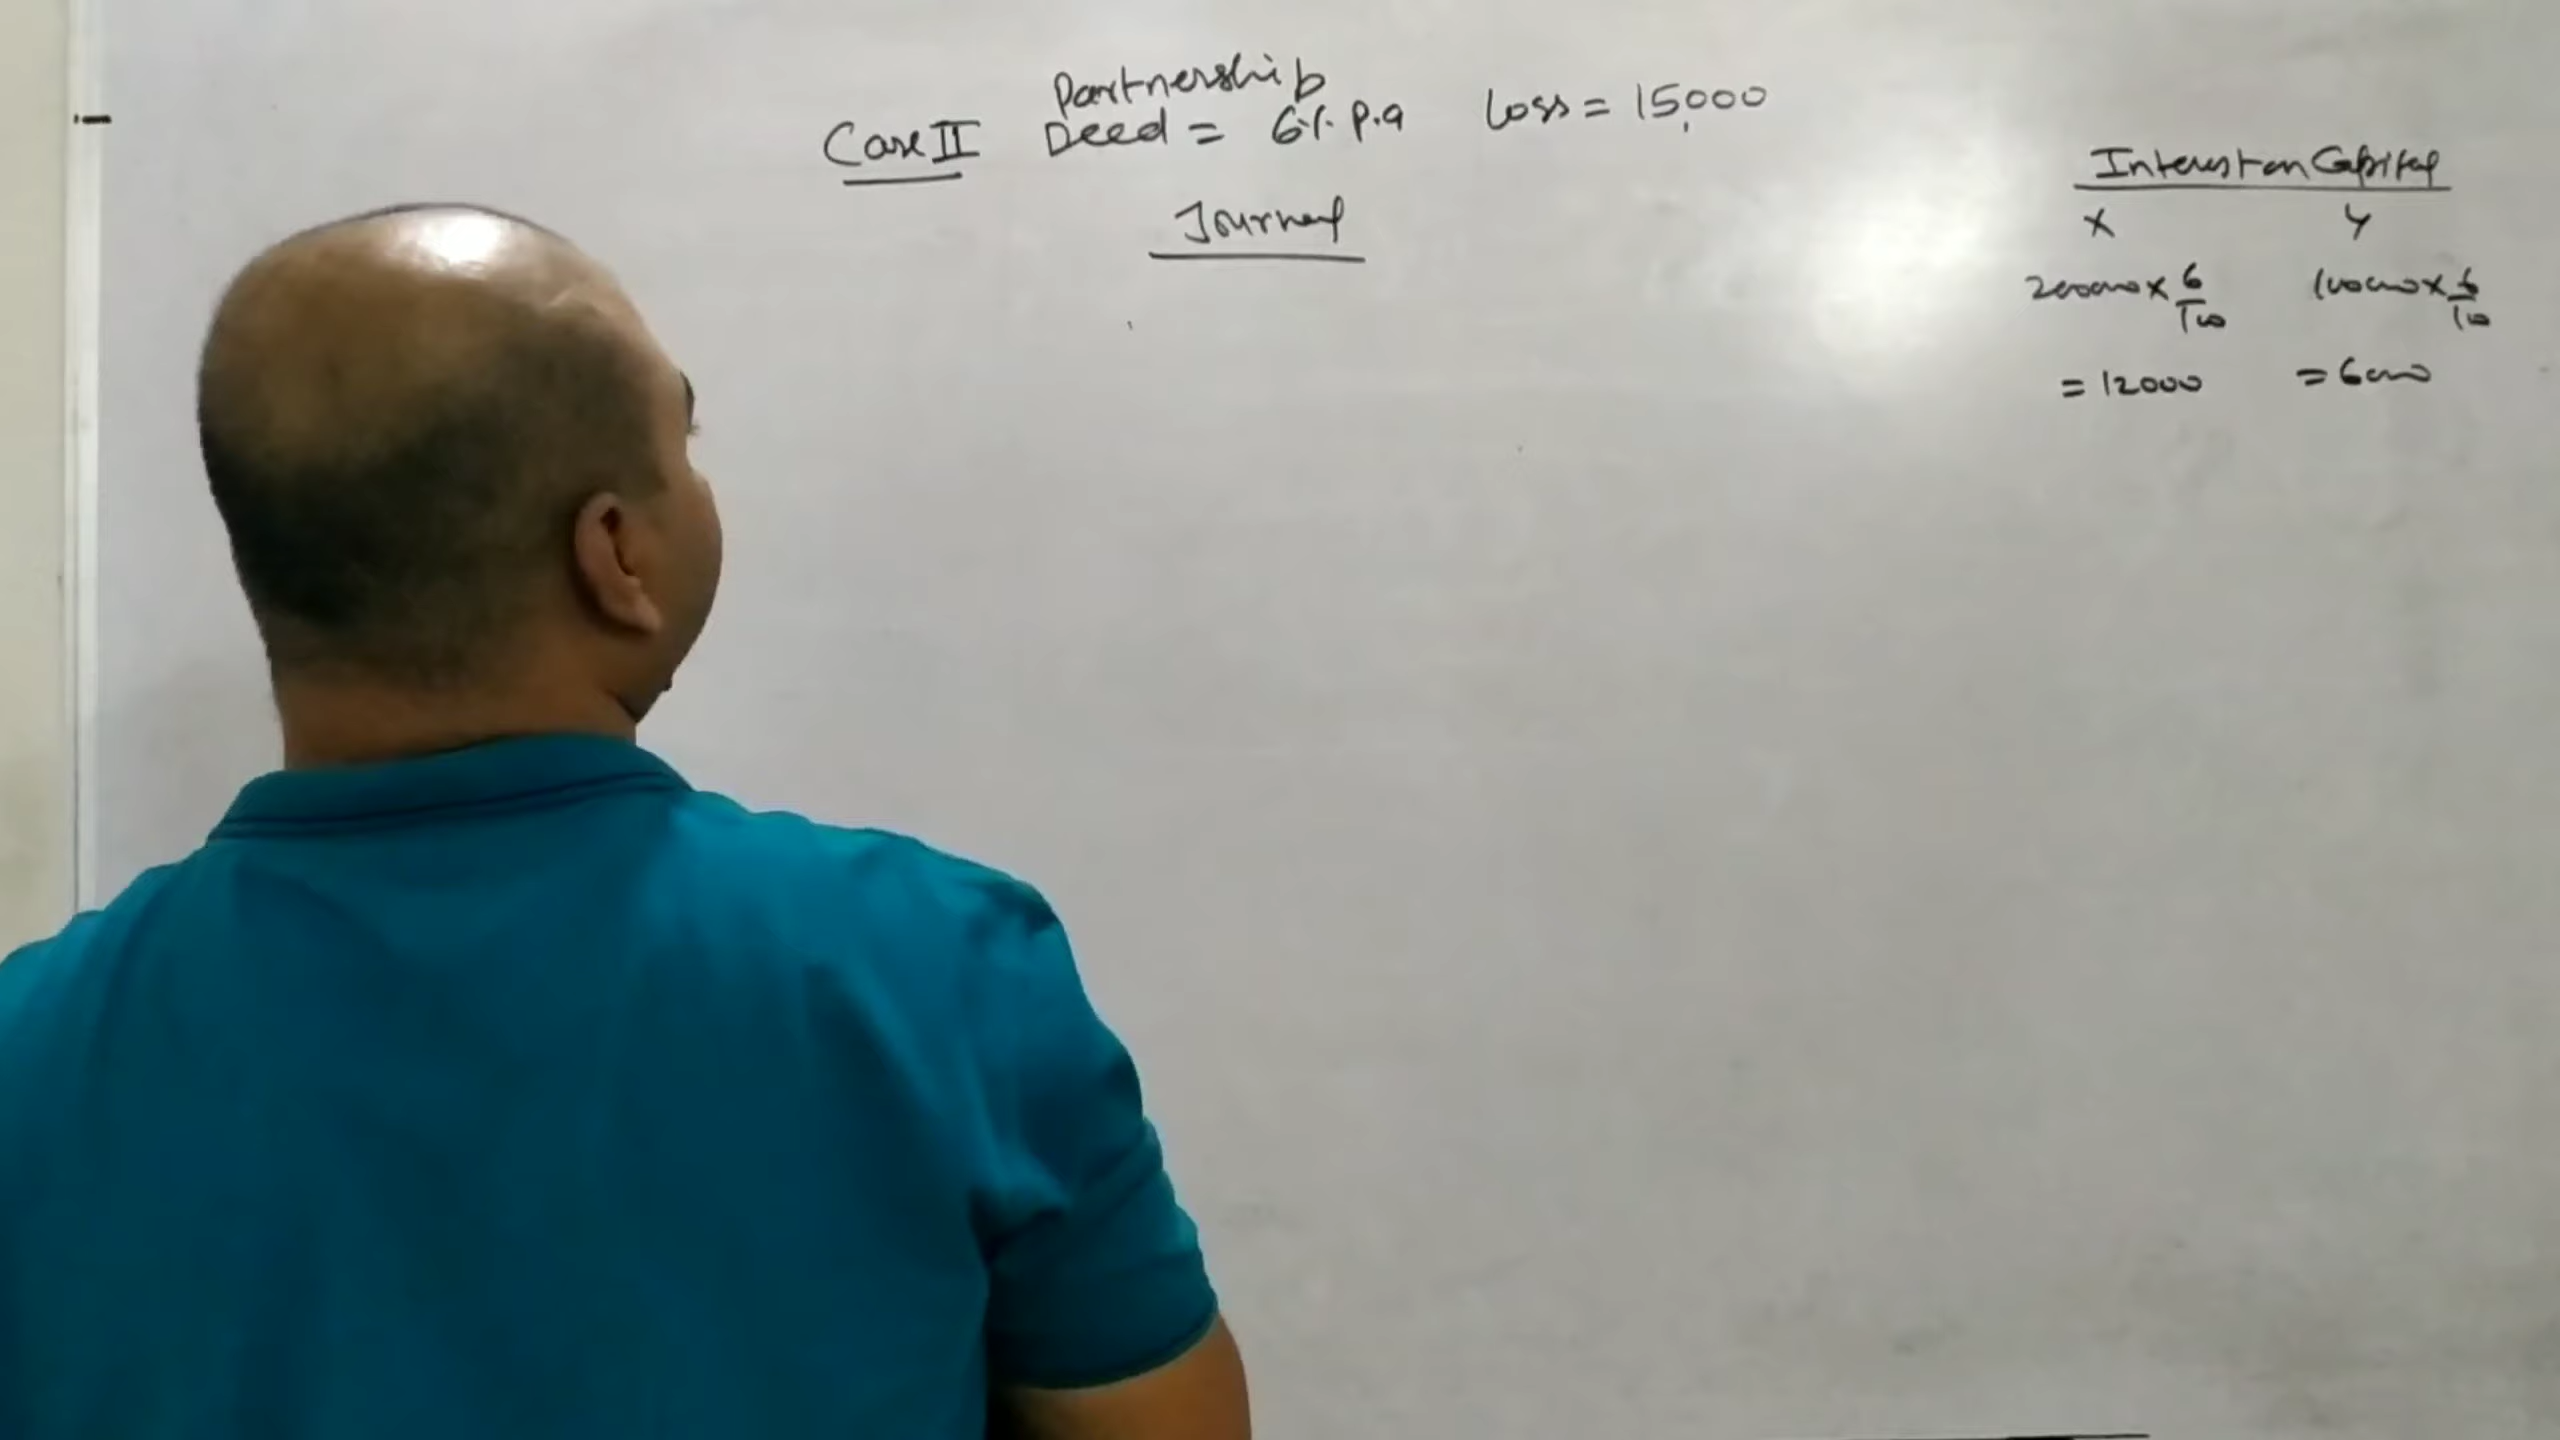 Partnership
Case II Deed = 6% P.a Loss = 15,000
Journal
Interest on Capital
X Y
200000 x 6/100 100000 x 6/100
= 12000 = 6000